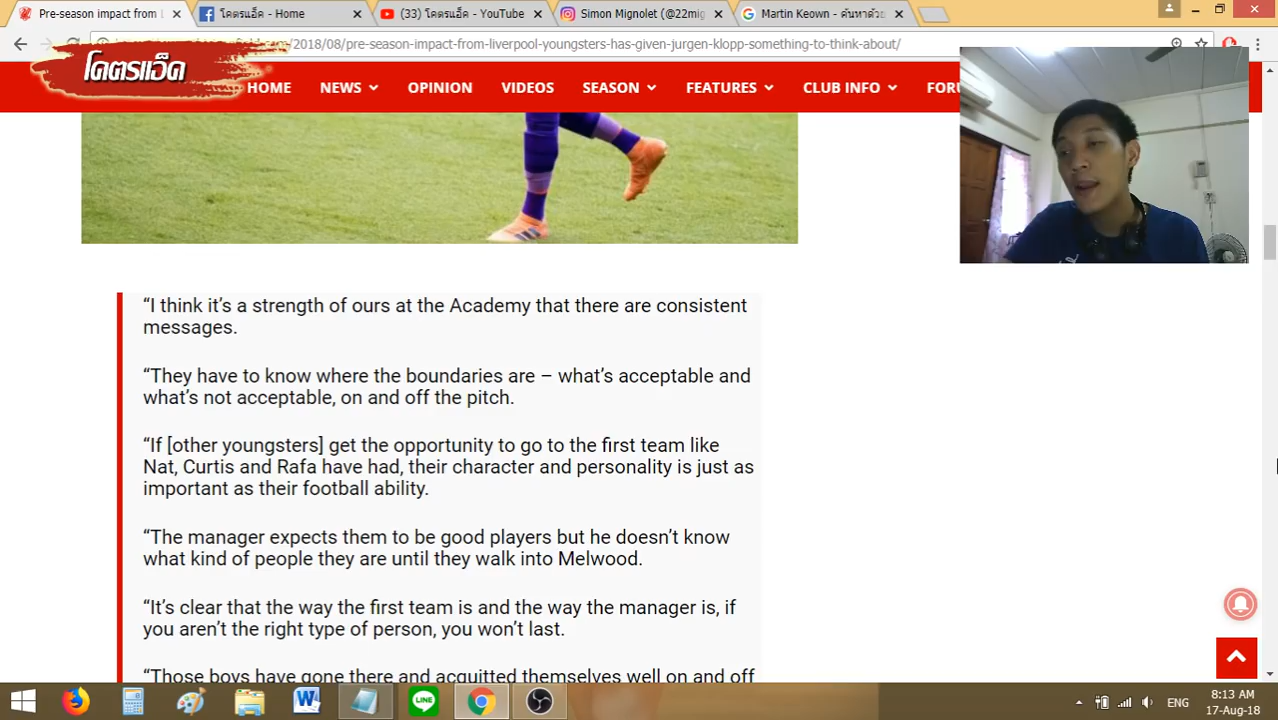 Pre-season impact from L
โคตรแอ็ด - Home
(33) โคตรแอ็ด - YouTube
Simon Mignolet (@22mig
Martin Keown - ค้นหาด้วย
/2018/08/pre-season-impact-from-liverpool-youngsters-has-given-jurgen-klopp-something-to-think-about/
โคตรแอ็ด
HOME NEWS OPINION VIDEOS SEASON FEATURES CLUB INFO FORU
“I think it’s a strength of ours at the Academy that there are consistent
messages.
“They have to know where the boundaries are – what’s acceptable and
what’s not acceptable, on and off the pitch.
“If [other youngsters] get the opportunity to go to the first team like
Nat, Curtis and Rafa have had, their character and personality is just as
important as their football ability.
“The manager expects them to be good players but he doesn’t know
what kind of people they are until they walk into Melwood.
“It’s clear that the way the first team is and the way the manager is, if
you aren’t the right type of person, you won’t last.
“Those boys have gone there and acquitted themselves well on and off
LINE
ENG
8:13 AM
17-Aug-18